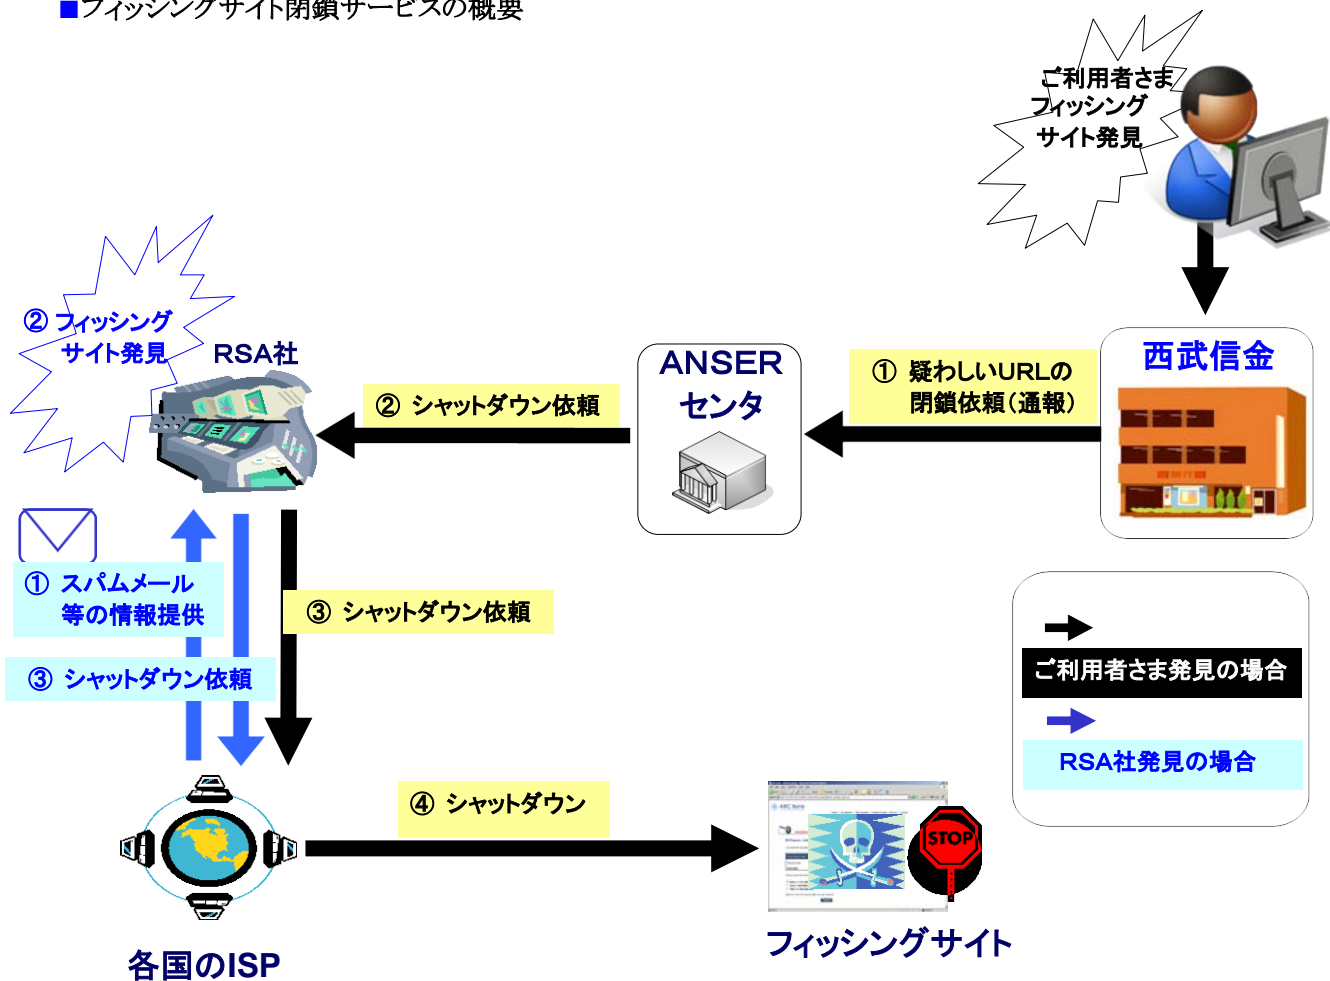 ■フィッシングサイト閉鎖サービスの概要
ご利用者さま
フィッシング
サイト発見
② フィッシング
サイト発見
RSA社
② シャットダウン依頼
ANSER
センタ
① 疑わしいURLの
閉鎖依頼(通報)
西武信金
① スパムメール
等の情報提供
③ シャットダウン依頼
③ シャットダウン依頼
ご利用者さま発見の場合
RSA社発見の場合
④ シャットダウン
STOP
フィッシングサイト
各国のISP